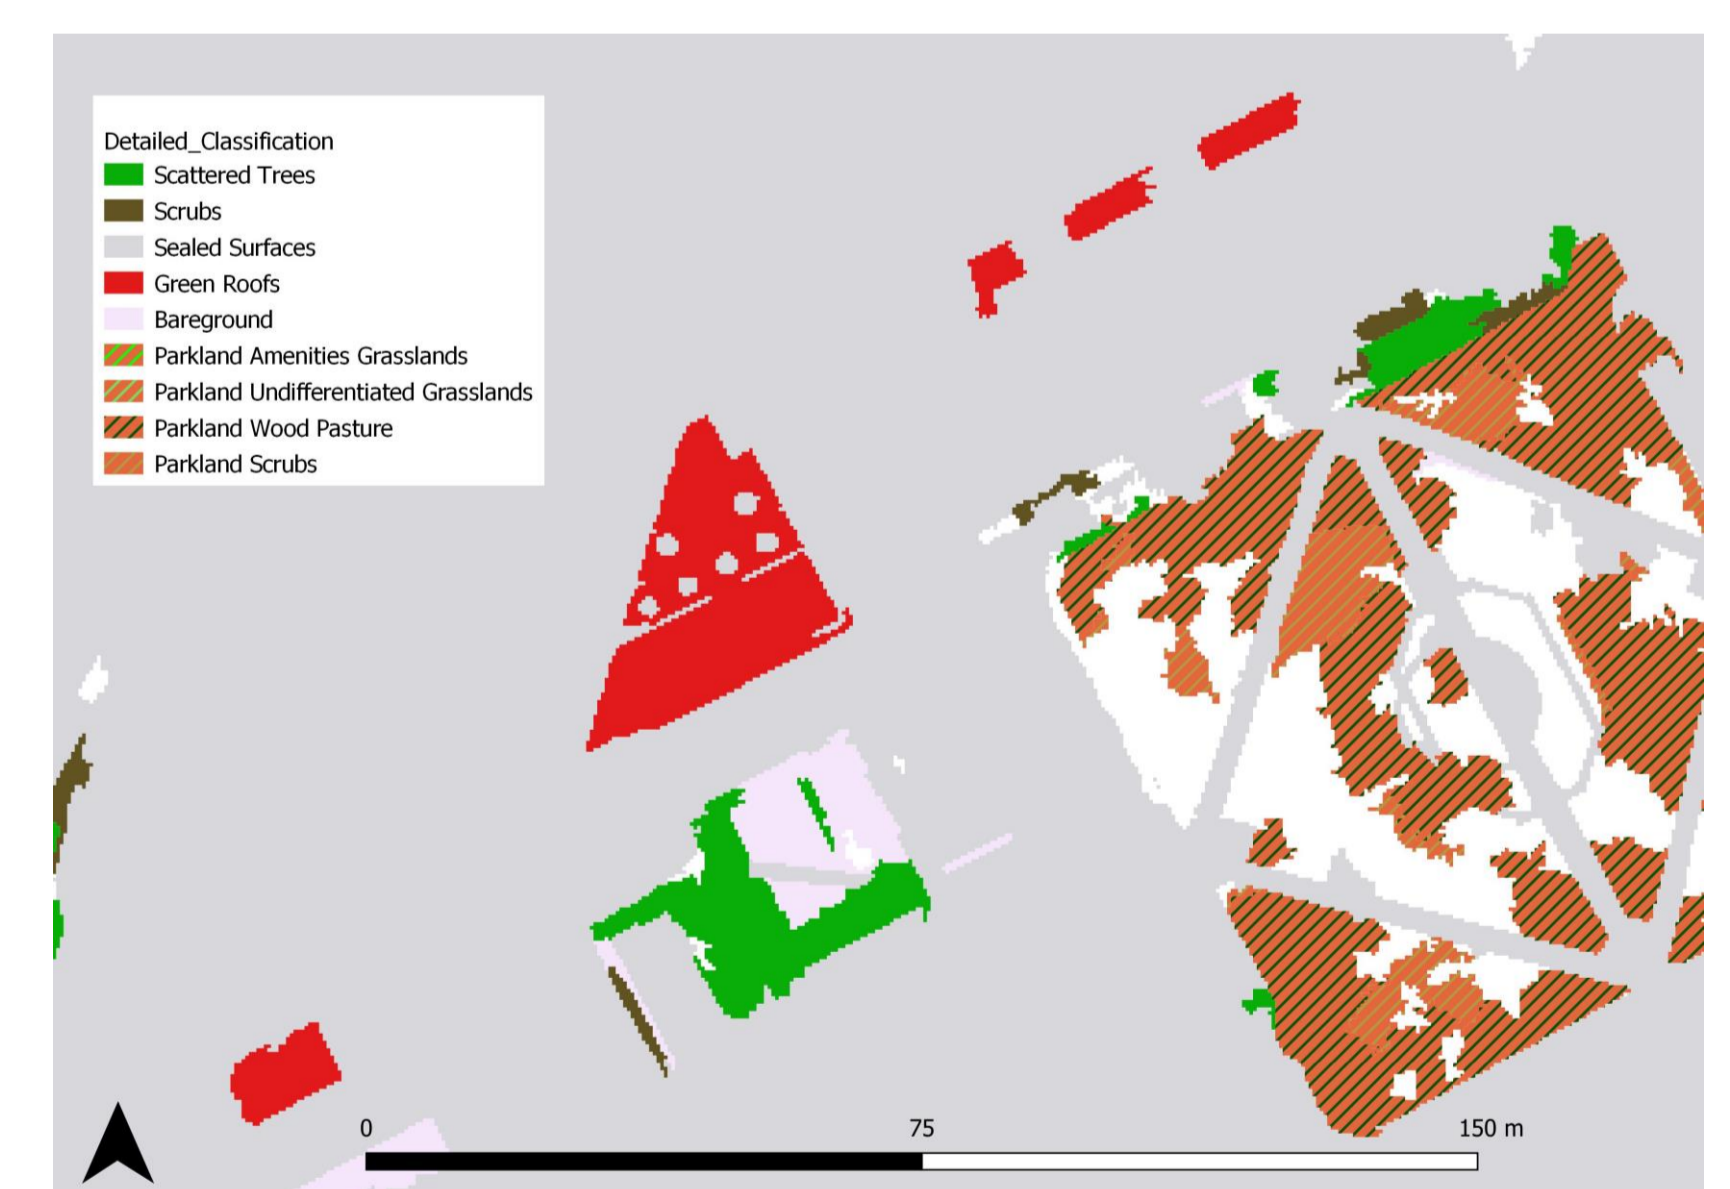 Detailed_Classification
Scattered Trees
Scrubs
Sealed Surfaces
Green Roofs
Bareground
Parkland Amenities Grasslands
Parkland Undifferentiated Grasslands
Parkland Wood Pasture
Parkland Scrubs
0 75 150 m